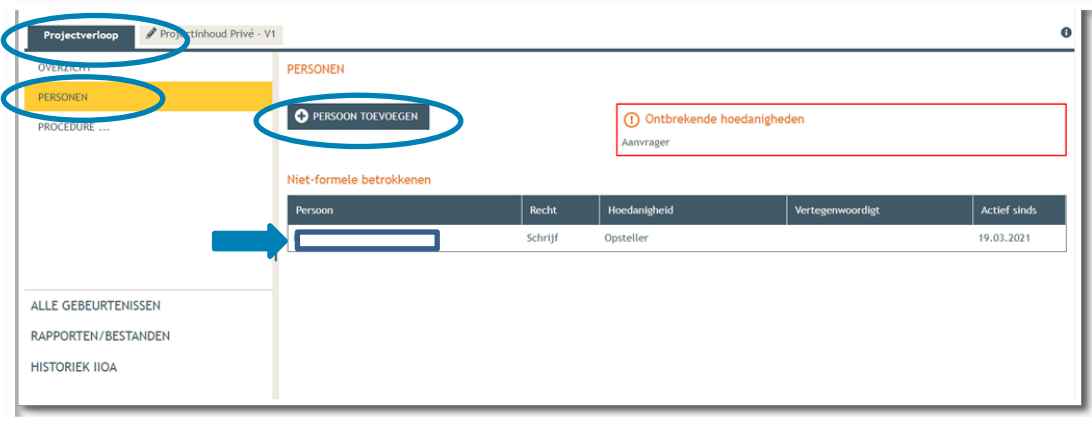 Projectverloop Projectinhoud Privé - V1
OVERZICHT
PERSONEN
PROCEDURE ...
ALLE GEBEURTENISSEN
RAPPORTEN/BESTANDEN
HISTORIEK IIOA
PERSONEN
PERSOON TOEVOEGEN
Ontbrekende hoedanigheden
Aanvrager
Niet-formele betrokkenen
Persoon Recht Hoedanigheid Vertegenwoordigt Actief sinds
Schrijf Opsteller 19.03.2021